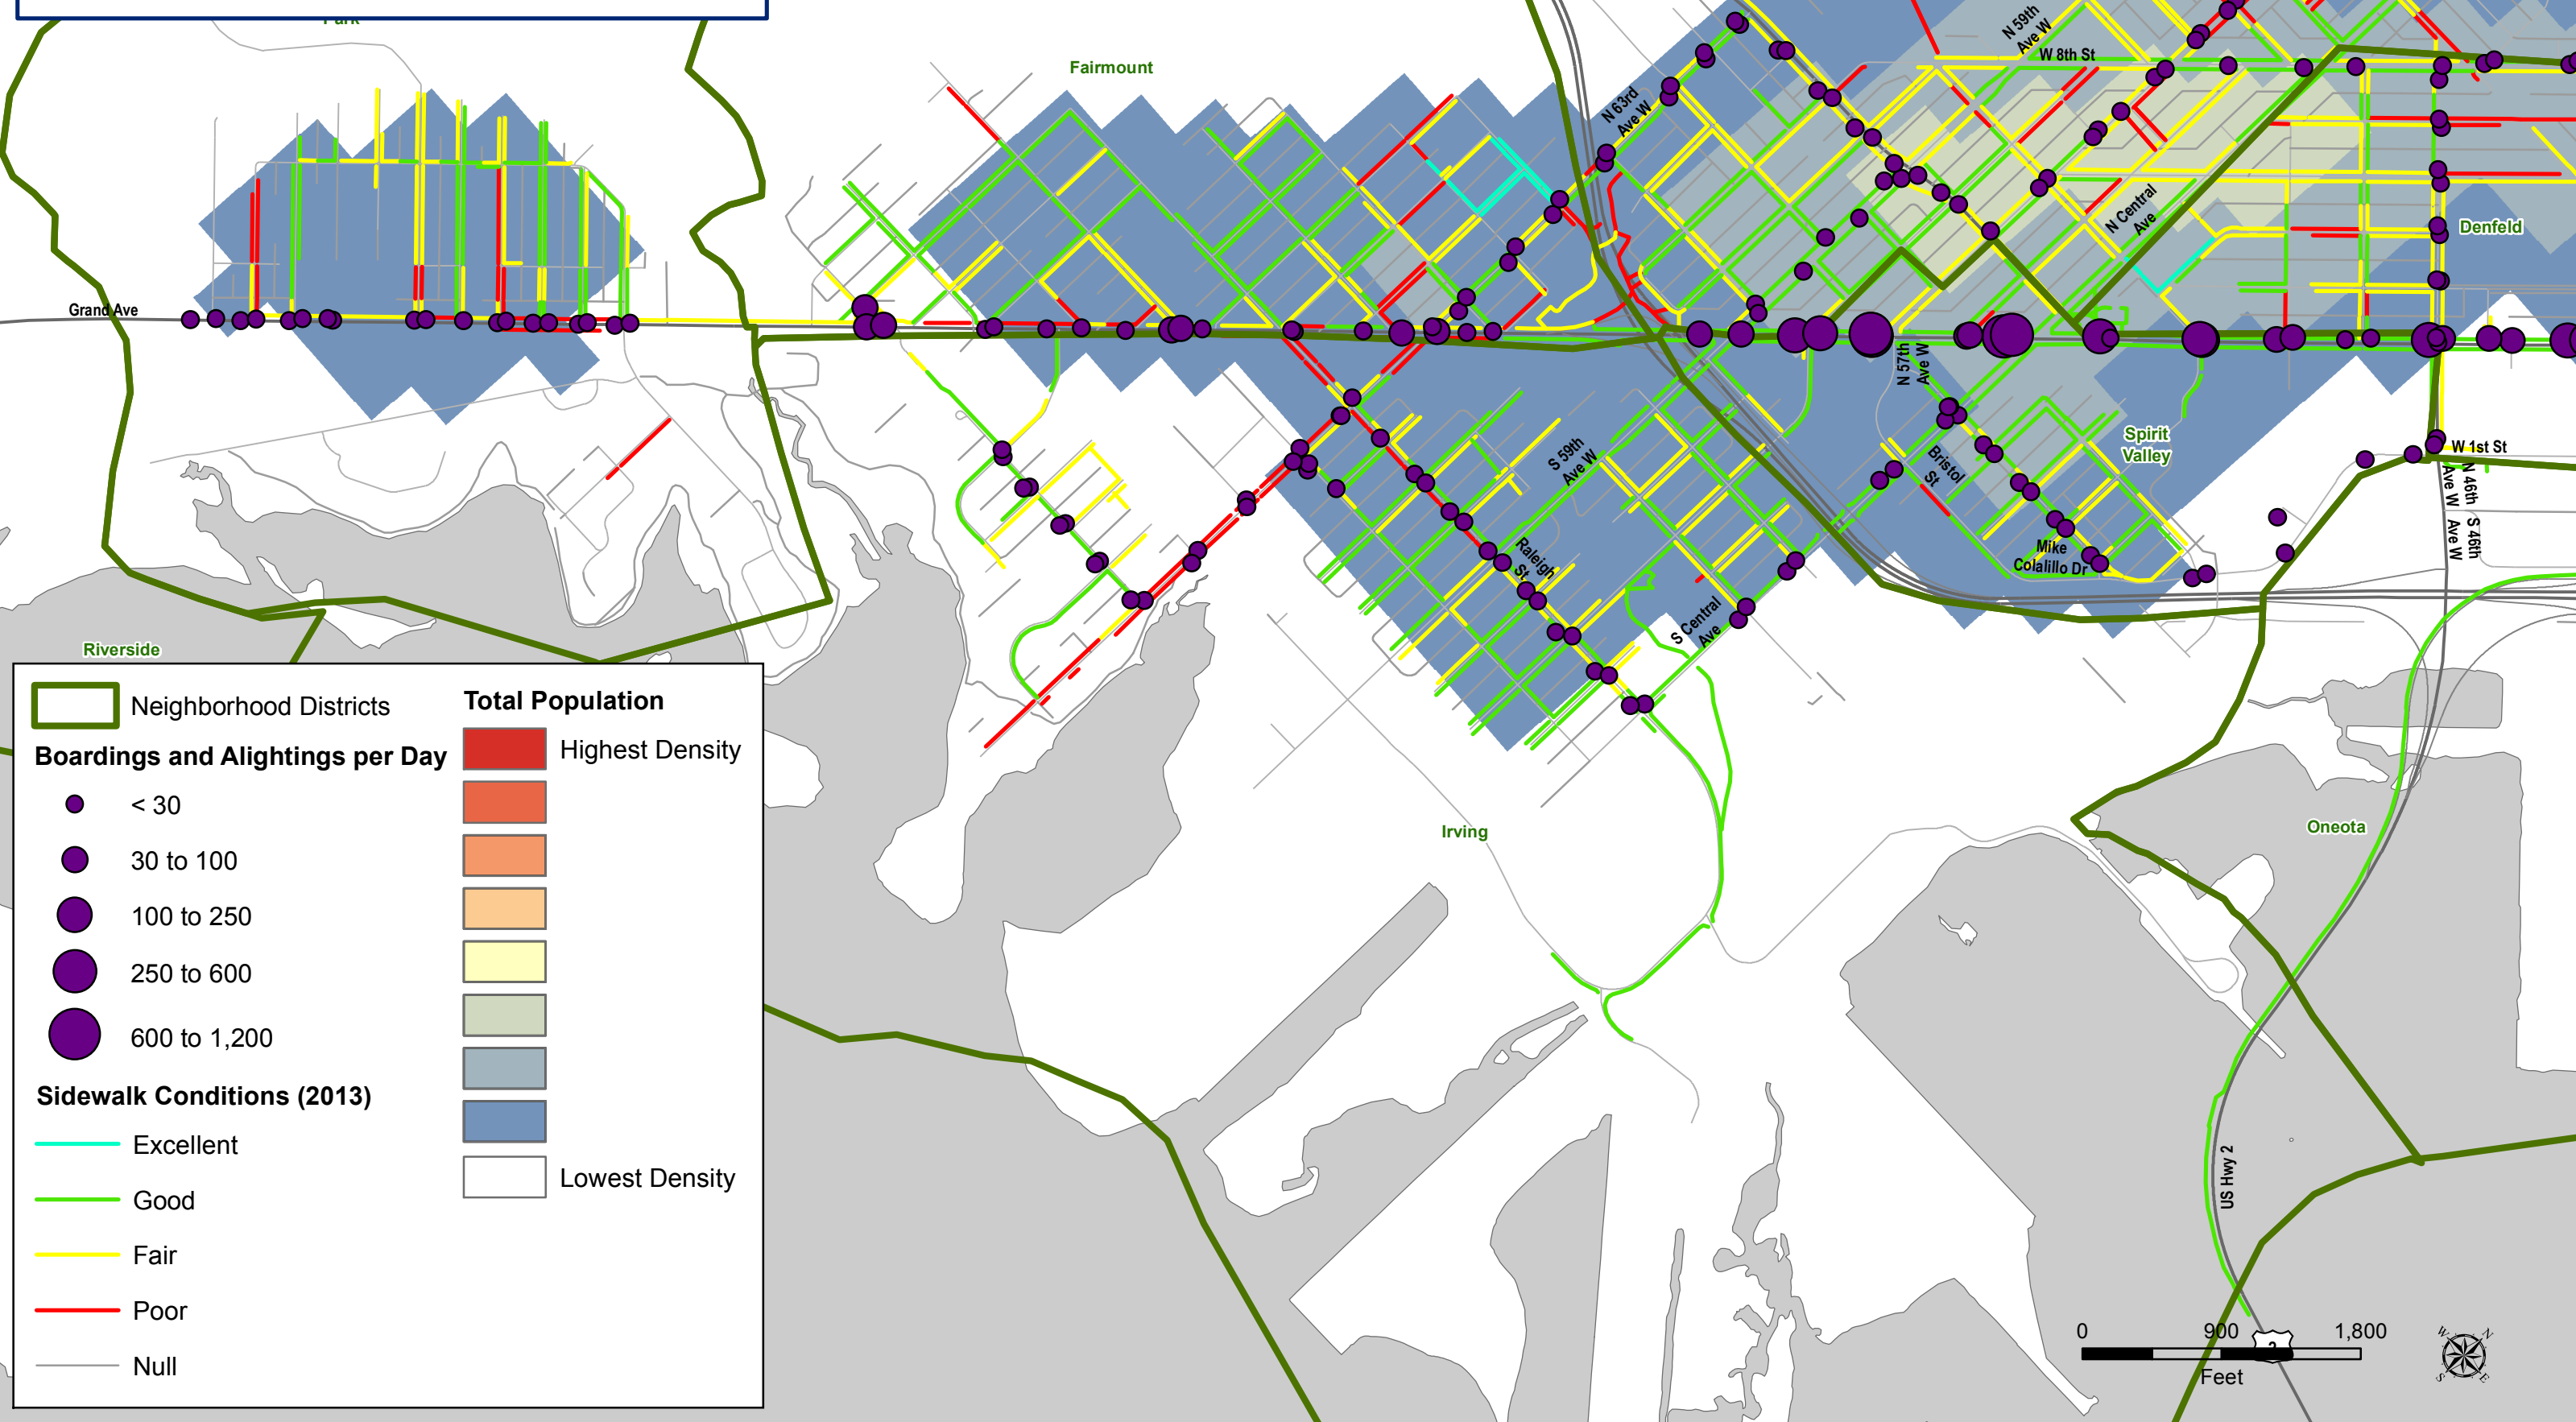 Park
Fairmount
N 59th
Ave W
W 8th St
N 63rd
Ave W
N Central
Ave
Denfeld
Grand Ave
N 57th
Ave W
Spirit
Valley
W 1st St
S 59th
Ave W
Bristol
St
N 46th
Ave W
S 46th
Ave W
Raleigh
St
Mike
Colalillo Dr
S Central
Ave
Riverside
Irving
Oneota
US Hwy 2
Neighborhood Districts
Boardings and Alightings per Day
< 30
30 to 100
100 to 250
250 to 600
600 to 1,200
Sidewalk Conditions (2013)
Excellent
Good
Fair
Poor
Null
Total Population
Highest Density
Lowest Density
0 900 1,800
Feet
2
W N
S E